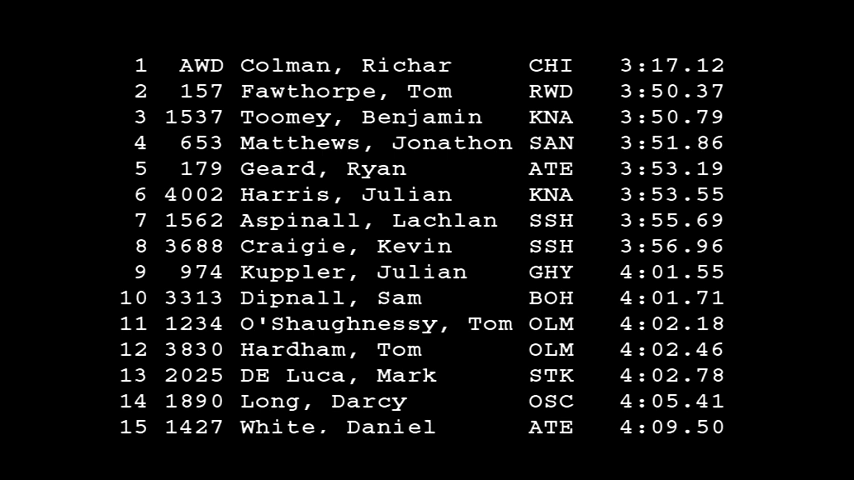 1 AWD Colman, Richar CHI 3:17.12
2 157 Fawthorpe, Tom RWD 3:50.37
3 1537 Toomey, Benjamin KNA 3:50.79
4 653 Matthews, Jonathon SAN 3:51.86
5 179 Geard, Ryan ATE 3:53.19
6 4002 Harris, Julian KNA 3:53.55
7 1562 Aspinall, Lachlan SSH 3:55.69
8 3688 Craigie, Kevin SSH 3:56.96
9 974 Kuppler, Julian GHY 4:01.55
10 3313 Dipnall, Sam BOH 4:01.71
11 1234 O'Shaughnessy, Tom OLM 4:02.18
12 3830 Hardham, Tom OLM 4:02.46
13 2025 DE Luca, Mark STK 4:02.78
14 1890 Long, Darcy OSC 4:05.41
15 1427 White, Daniel ATE 4:09.50